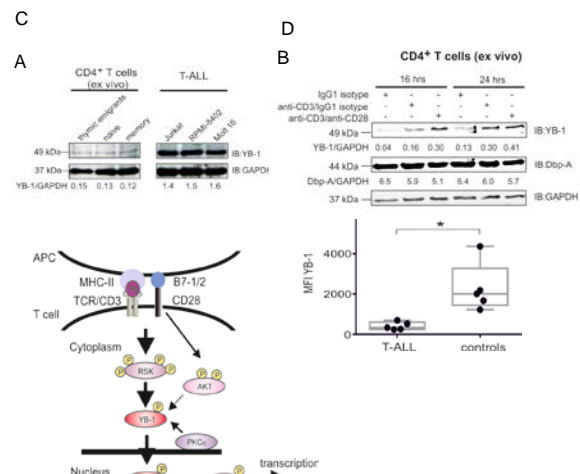 C
D
A
B
CD4+ T cells
(ex vivo)
T-ALL
thymic emigrants
naive
memory
Jurkat
RPMI-8402
Molt 16
49 kDa
IB:YB-1
37 kDa
IB:GAPDH
YB-1/GAPDH 0.15 0.13 0.12 1.4 1.5 1.6
CD4+ T cells (ex vivo)
16 hrs 24 hrs
IgG1 isotype + +
anti-CD3/IgG1 isotype + +
anti-CD3/anti-CD28 + +
49 kDa IB:YB-1
YB-1/GAPDH 0.04 0.16 0.30 0.13 0.30 0.41
44 kDa IB:Dbp-A
Dbp-A/GAPDH 6.5 5.9 5.1 6.4 6.0 5.7
37 kDa IB:GAPDH
APC
MHC-II B7-1/2
TCR/CD3 CD28
T cell
Cytoplasm
P P P P
RSK
P P
AKT
P
YB-1
PKCα
Nucleus
P P
transcription
*
MFI YB-1
4000
2000
0
T-ALL controls